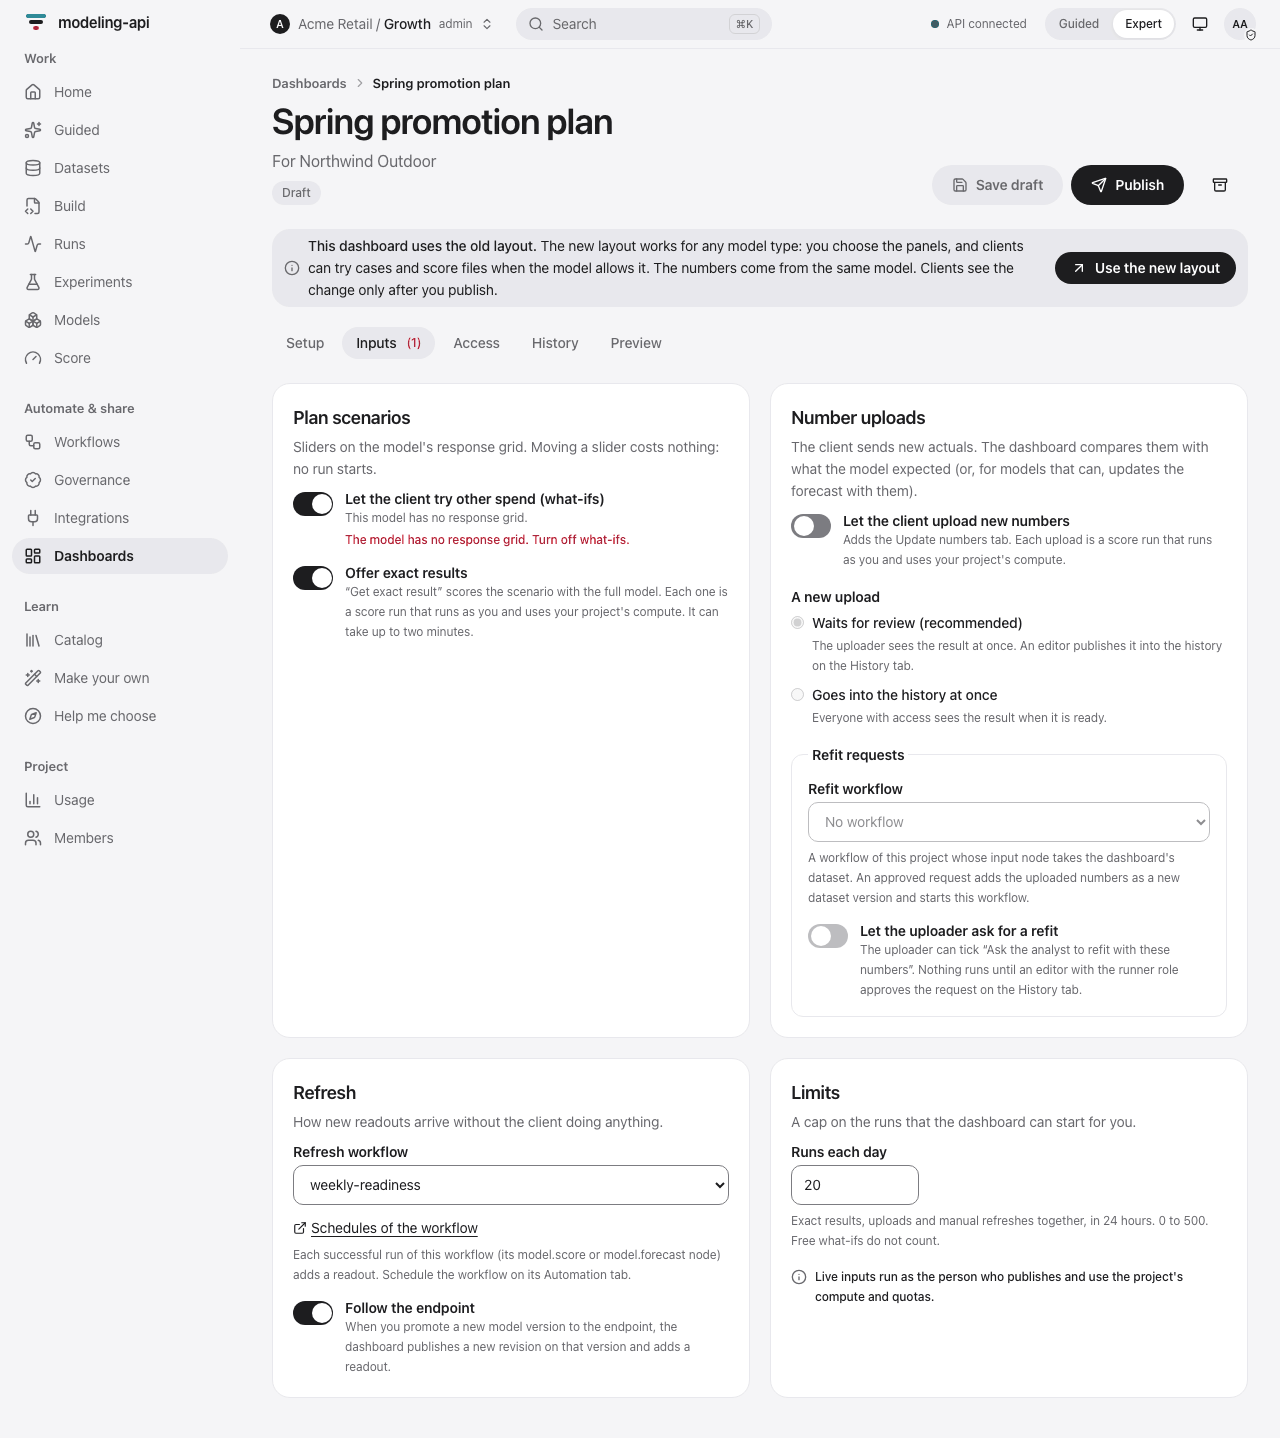 modeling-api
A Acme Retail / Growth admin
Search ⌘K
API connected
Guided Expert
AA
Work
Home
Guided
Datasets
Build
Runs
Experiments
Models
Score
Automate & share
Workflows
Governance
Integrations
Dashboards
Learn
Catalog
Make your own
Help me choose
Project
Usage
Members
Dashboards > Spring promotion plan
Spring promotion plan
For Northwind Outdoor
Draft
Save draft
Publish
This dashboard uses the old layout. The new layout works for any model type: you choose the panels, and clients
can try cases and score files when the model allows it. The numbers come from the same model. Clients see the
change only after you publish.
Use the new layout
Setup Inputs (1) Access History Preview
Plan scenarios
Sliders on the model's response grid. Moving a slider costs nothing:
no run starts.
Let the client try other spend (what-ifs)
This model has no response grid.
The model has no response grid. Turn off what-ifs.
Offer exact results
“Get exact result” scores the scenario with the full model. Each one is
a score run that runs as you and uses your project's compute. It can
take up to two minutes.
Number uploads
The client sends new actuals. The dashboard compares them with
what the model expected (or, for models that can, updates the
forecast with them).
Let the client upload new numbers
Adds the Update numbers tab. Each upload is a score run that runs
as you and uses your project's compute.
A new upload
Waits for review (recommended)
The uploader sees the result at once. An editor publishes it into the history
on the History tab.
Goes into the history at once
Everyone with access sees the result when it is ready.
Refit requests
Refit workflow
No workflow
A workflow of this project whose input node takes the dashboard's
dataset. An approved request adds the uploaded numbers as a new
dataset version and starts this workflow.
Let the uploader ask for a refit
The uploader can tick “Ask the analyst to refit with these
numbers”. Nothing runs until an editor with the runner role
approves the request on the History tab.
Refresh
How new readouts arrive without the client doing anything.
Refresh workflow
weekly-readiness
Schedules of the workflow
Each successful run of this workflow (its model.score or model.forecast node)
adds a readout. Schedule the workflow on its Automation tab.
Follow the endpoint
When you promote a new model version to the endpoint, the
dashboard publishes a new revision on that version and adds a
readout.
Limits
A cap on the runs that the dashboard can start for you.
Runs each day
20
Exact results, uploads and manual refreshes together, in 24 hours. 0 to 500.
Free what-ifs do not count.
Live inputs run as the person who publishes and use the project's
compute and quotas.